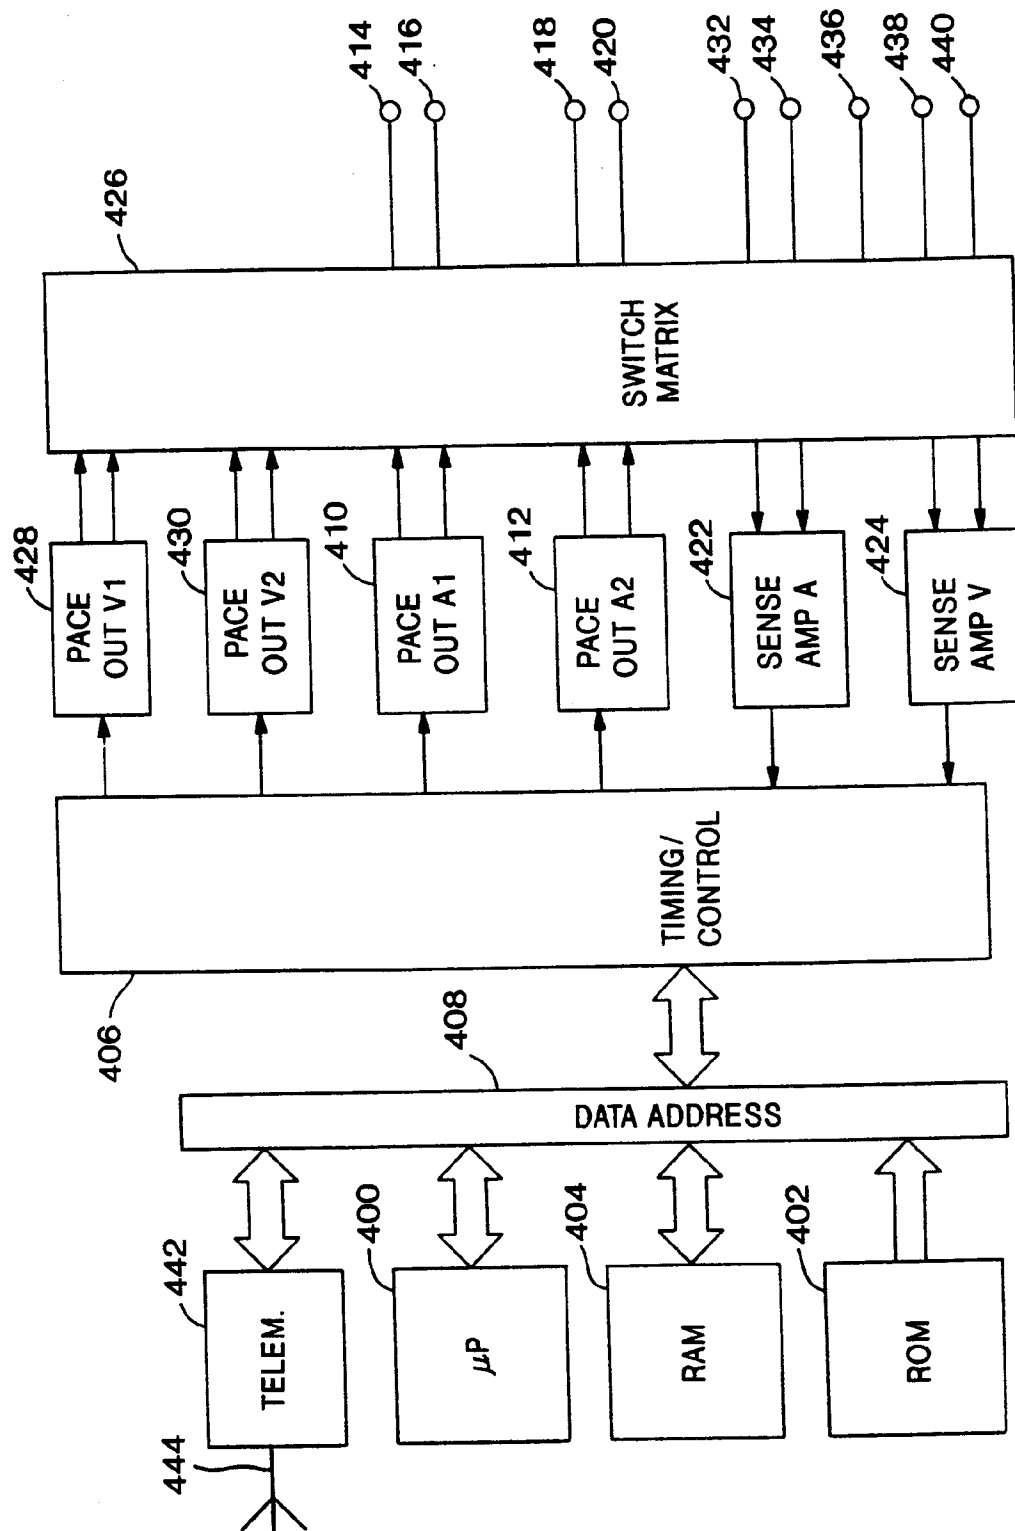 414
416
418
420
432
434
436
438
440
426
SWITCH
MATRIX
428
PACE
OUT V1
430
PACE
OUT V2
410
PACE
OUT A1
412
PACE
OUT A2
422
SENSE
AMP A
424
SENSE
AMP V
406
TIMING/
CONTROL
408
DATA ADDRESS
442
TELEM.
444
400
µP
404
RAM
402
ROM